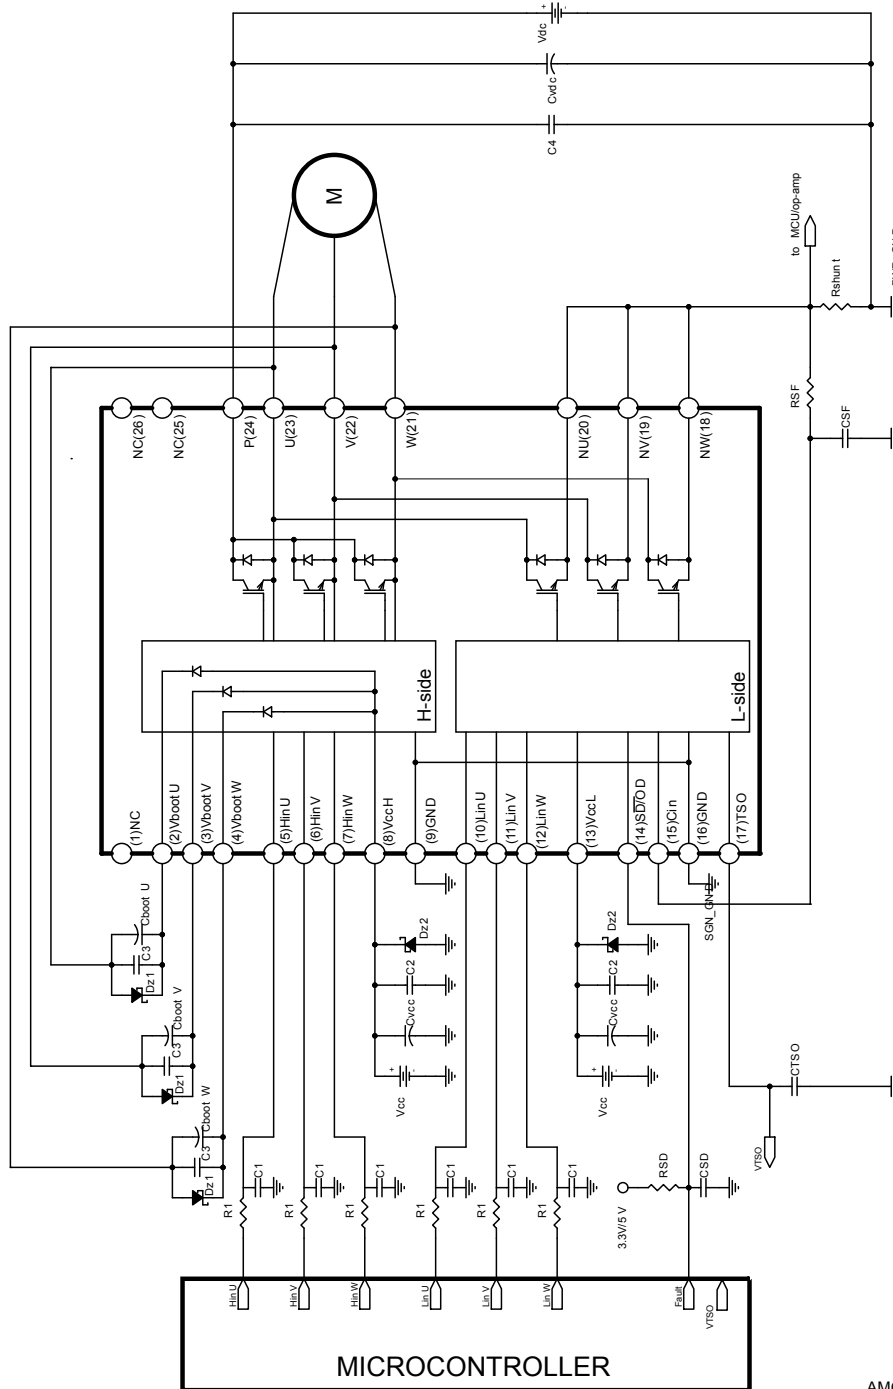 Vdc
+
-
Cvdc
C4
M
to MCU/op-amp
Rshunt
RSF
CSF
NC(26)
NC(25)
P(24)
U(23)
V(22)
W(21)
NU(20)
NV(19)
NW(18)
H-side
L-side
(1)NC
(2)VbootU
(3)VbootV
(4)VbootW
(5)HinU
(6)HinV
(7)HinW
(8)VccH
(9)GND
(10)LinU
(11)LinV
(12)LinW
(13)VccL
(14)SD/OD
(15)Cin
(16)GND
(17)TSO
SGN_GND
Cboot U
C3
Dz1
Cboot V
C3
Dz1
Cboot W
C3
Dz1
Dz2
C2
Cvcc
Vcc
+
-
Dz2
C2
Cvcc
Vcc
+
-
CTSO
VTSO
R1
C1
R1
C1
R1
C1
R1
C1
R1
C1
R1
C1
RSD
CSD
3.3V/5 V
Hin U
Hin V
Hin W
Lin U
Lin V
Lin W
Fault
VTSO
MICROCONTROLLER